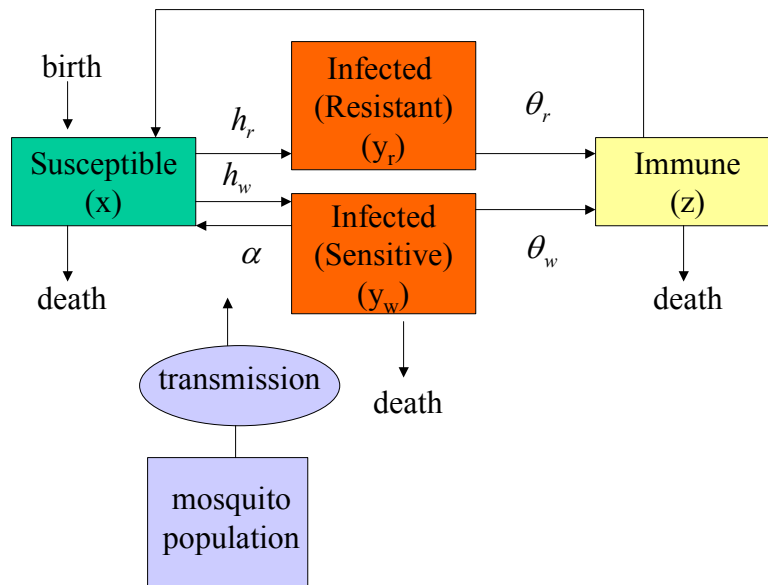 birth
Susceptible
(x)
death
h_r
h_w
α
Infected
(Resistant)
(y_r)
Infected
(Sensitive)
(y_w)
death
θ_r
θ_w
Immune
(z)
death
transmission
mosquito
population